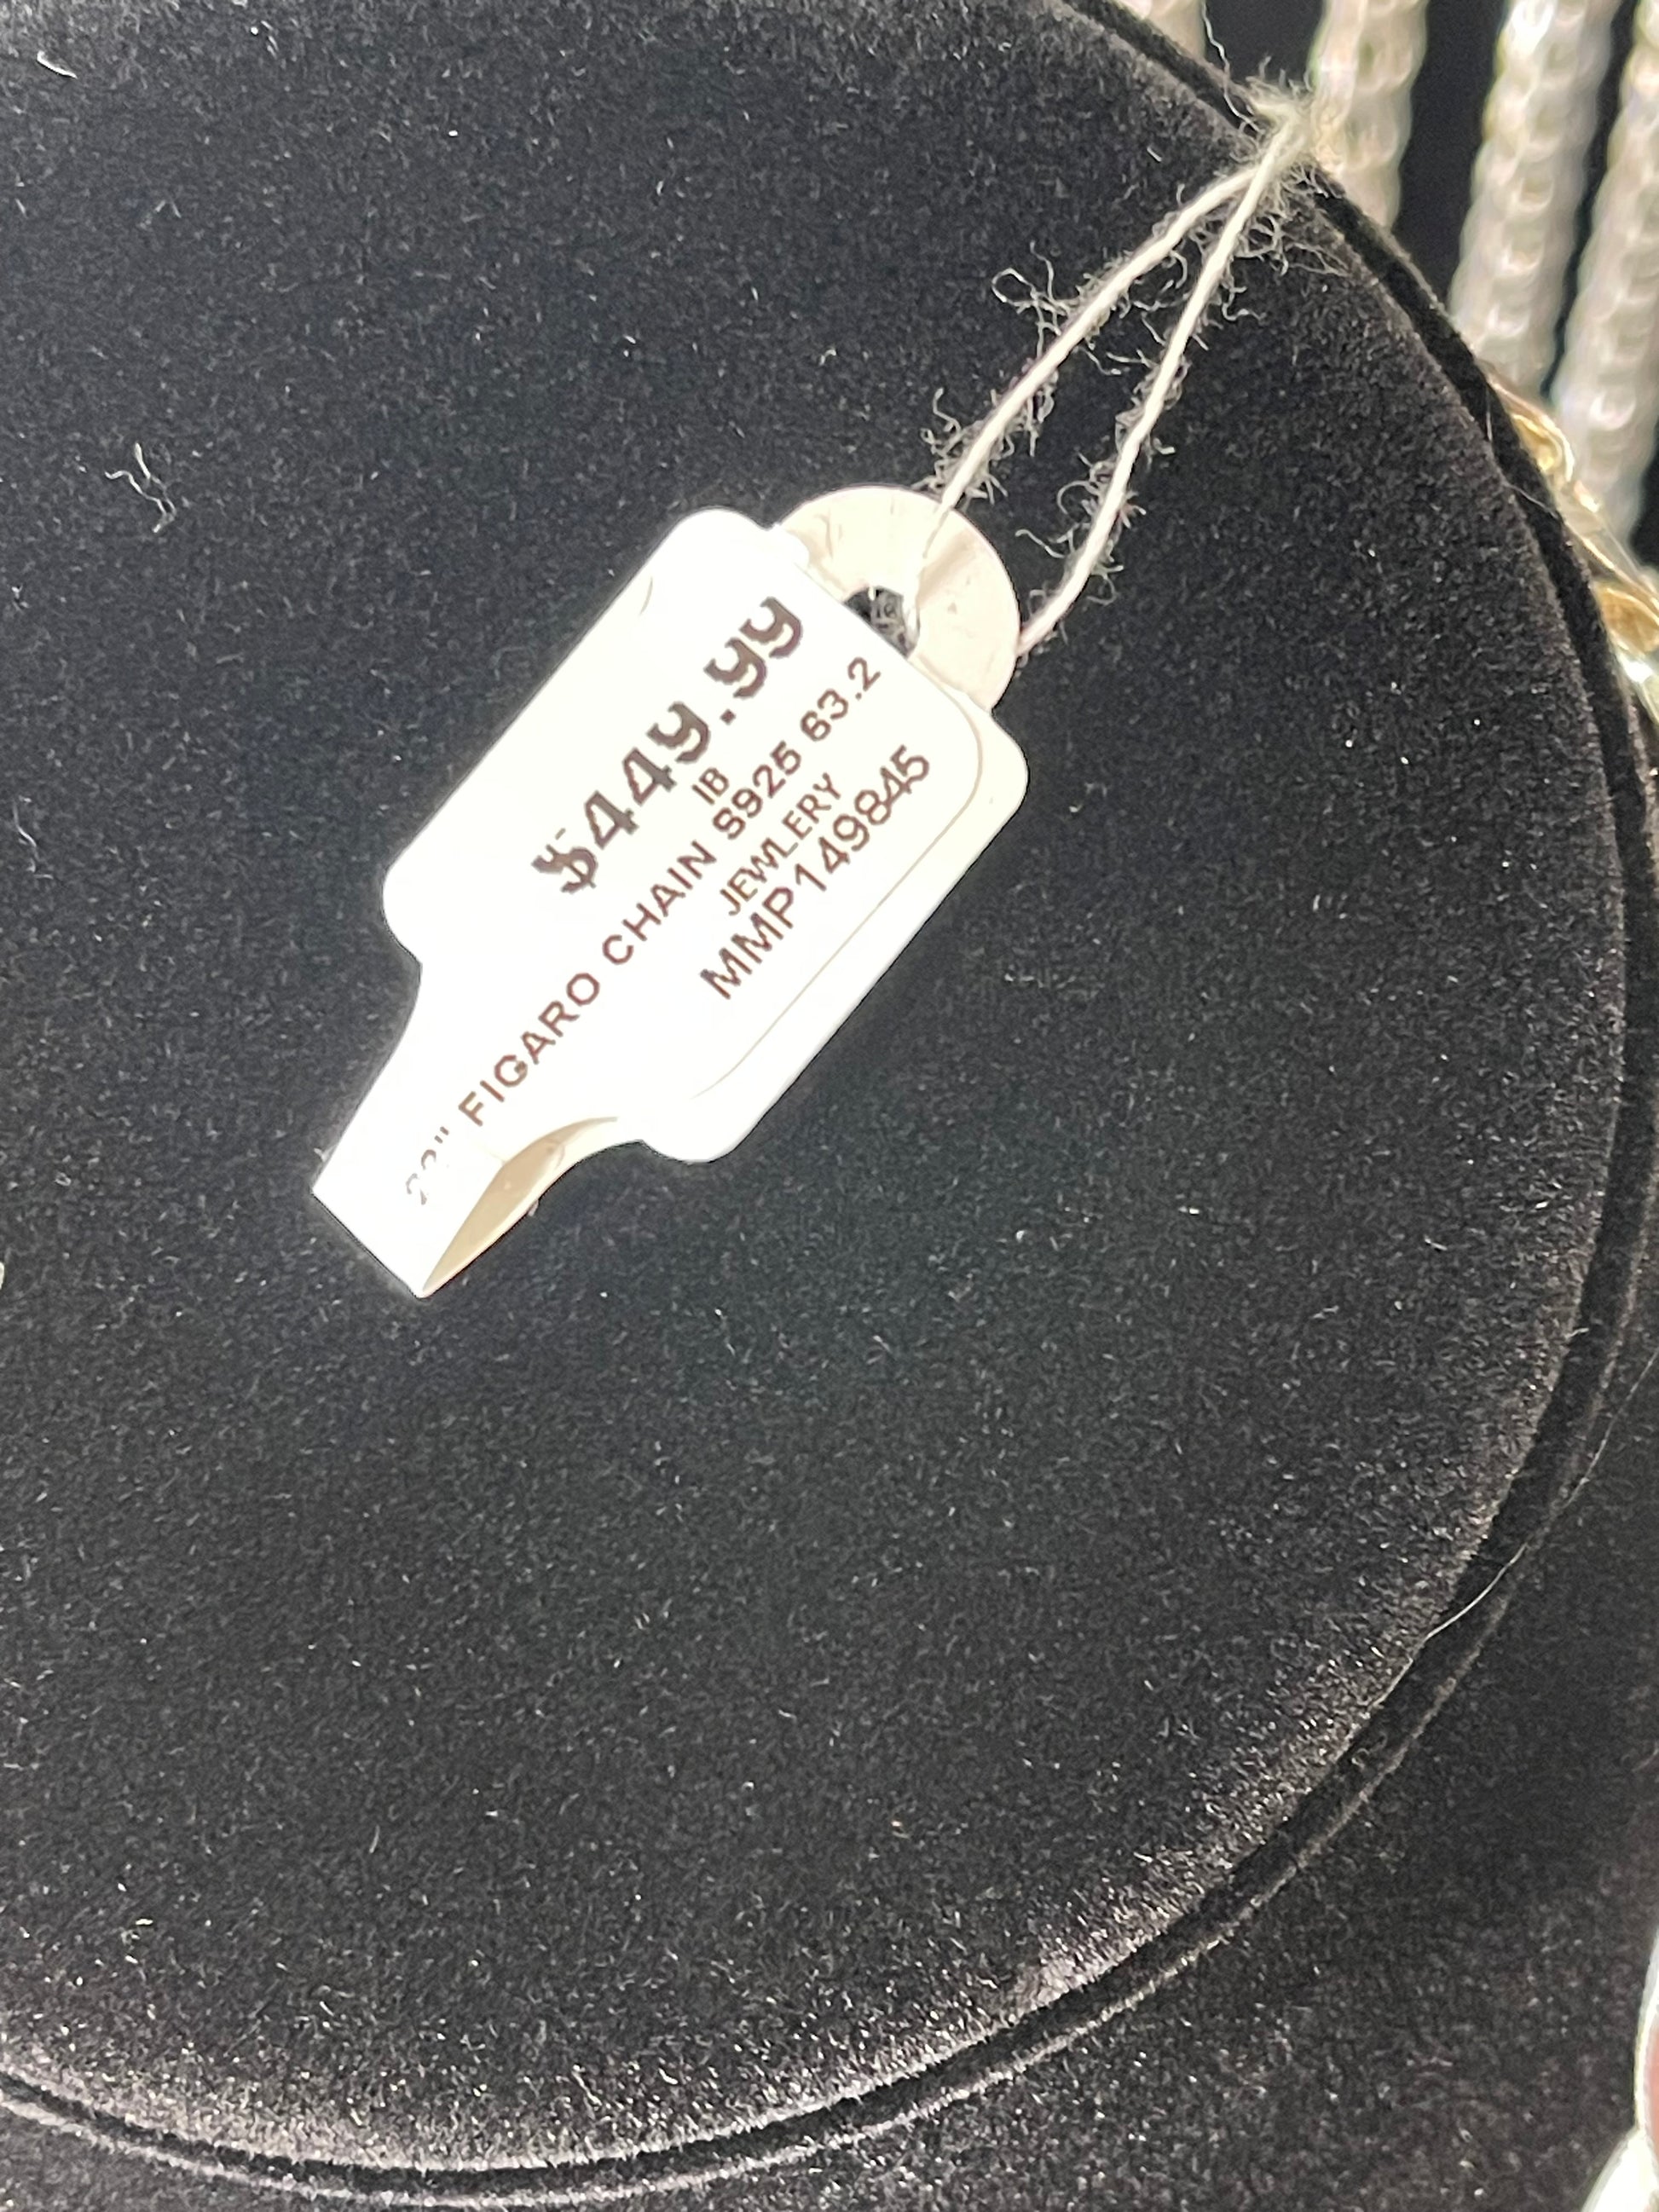 $449.99
IB
FIGARO CHAIN S925 63.2
JEWLERY
MMP149845